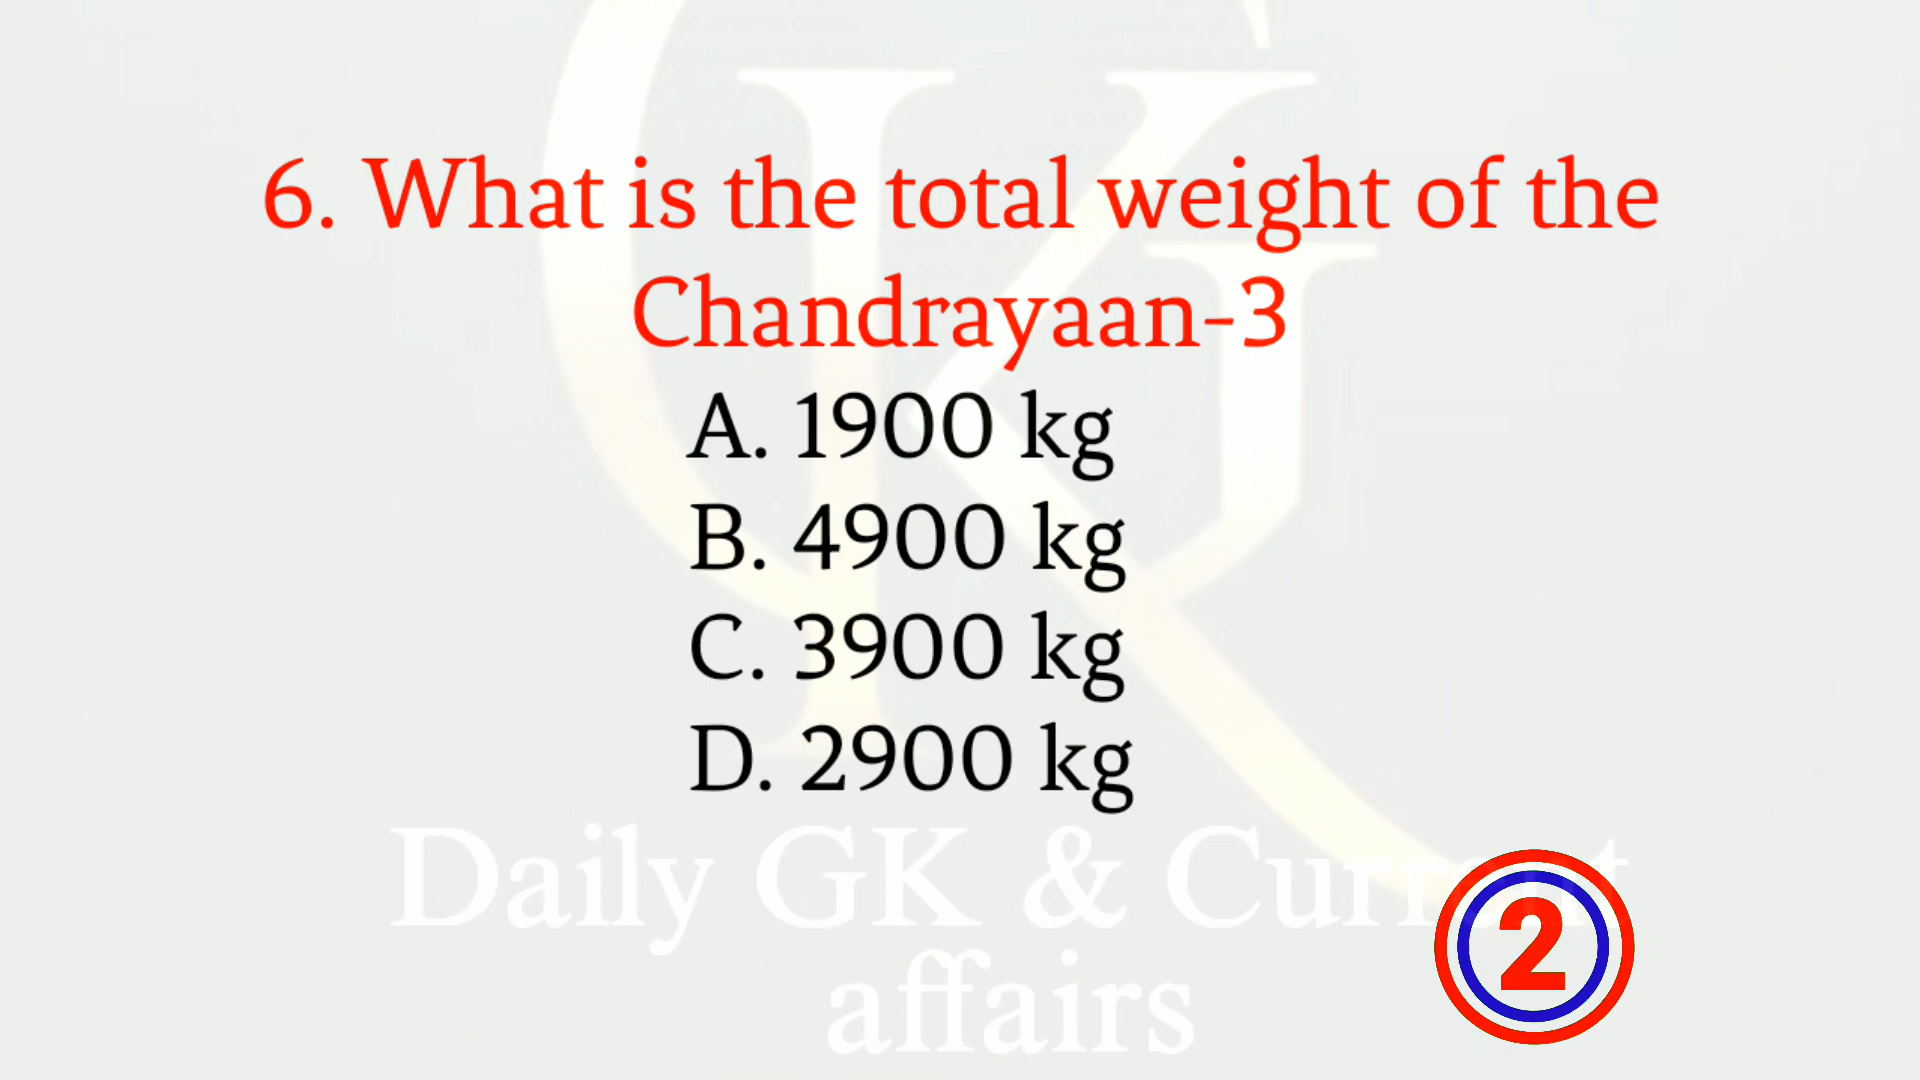 6. What is the total weight of the
Chandrayaan-3
A. 1900 kg
B. 4900 kg
C. 3900 kg
D. 2900 kg
Daily GK & Current
affairs
2